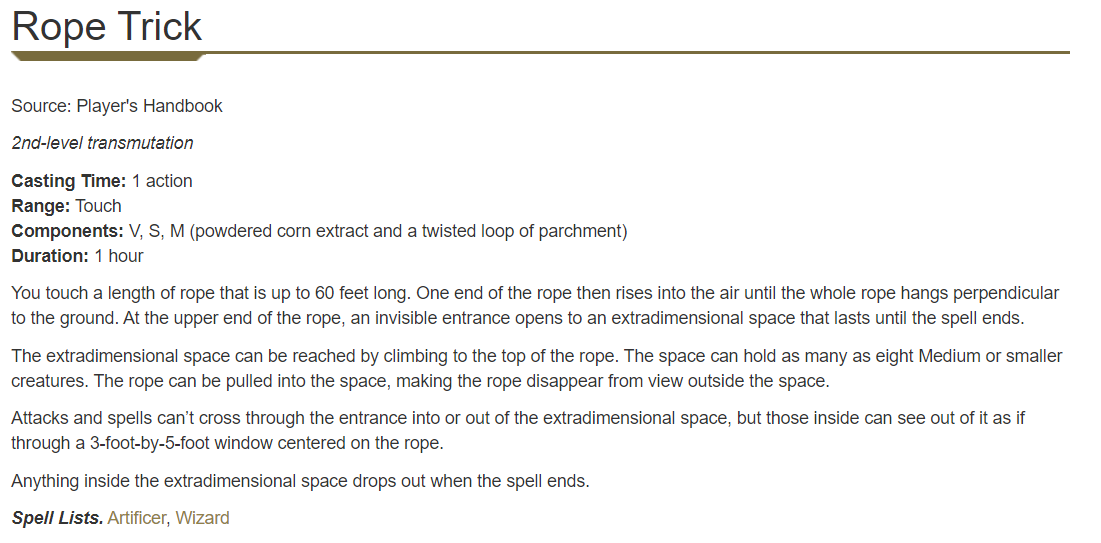 Rope Trick
Source: Player's Handbook
2nd-level transmutation
Casting Time: 1 action
Range: Touch
Components: V, S, M (powdered corn extract and a twisted loop of parchment)
Duration: 1 hour
You touch a length of rope that is up to 60 feet long. One end of the rope then rises into the air until the whole rope hangs perpendicular
to the ground. At the upper end of the rope, an invisible entrance opens to an extradimensional space that lasts until the spell ends.
The extradimensional space can be reached by climbing to the top of the rope. The space can hold as many as eight Medium or smaller
creatures. The rope can be pulled into the space, making the rope disappear from view outside the space.
Attacks and spells can’t cross through the entrance into or out of the extradimensional space, but those inside can see out of it as if
through a 3-foot-by-5-foot window centered on the rope.
Anything inside the extradimensional space drops out when the spell ends.
Spell Lists. Artificer, Wizard